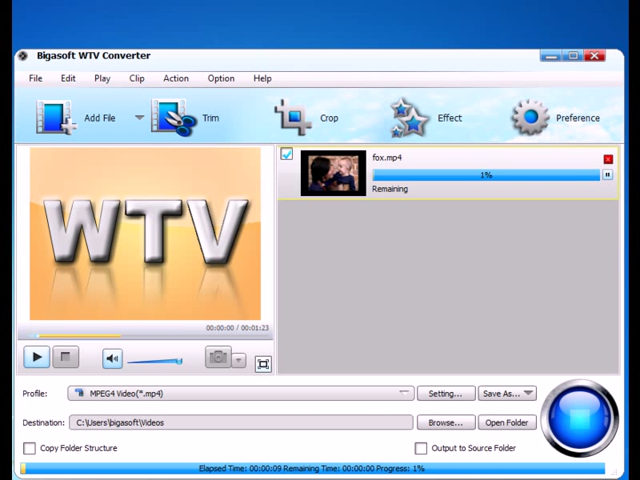 Bigasoft WTV Converter
File Edit Play Clip Action Option Help
Add File Trim Crop Effect Preference
WTV
fox.mp4
1%
Remaining
00:00:00 / 00:01:23
Profile: MPEG4 Video(*.mp4) Setting... Save As...
Destination: C:\Users\bigasoft\Videos Browse... Open Folder
Copy Folder Structure Output to Source Folder
Elapsed Time: 00:00:09 Remaining Time: 00:00:00 Progress: 1%